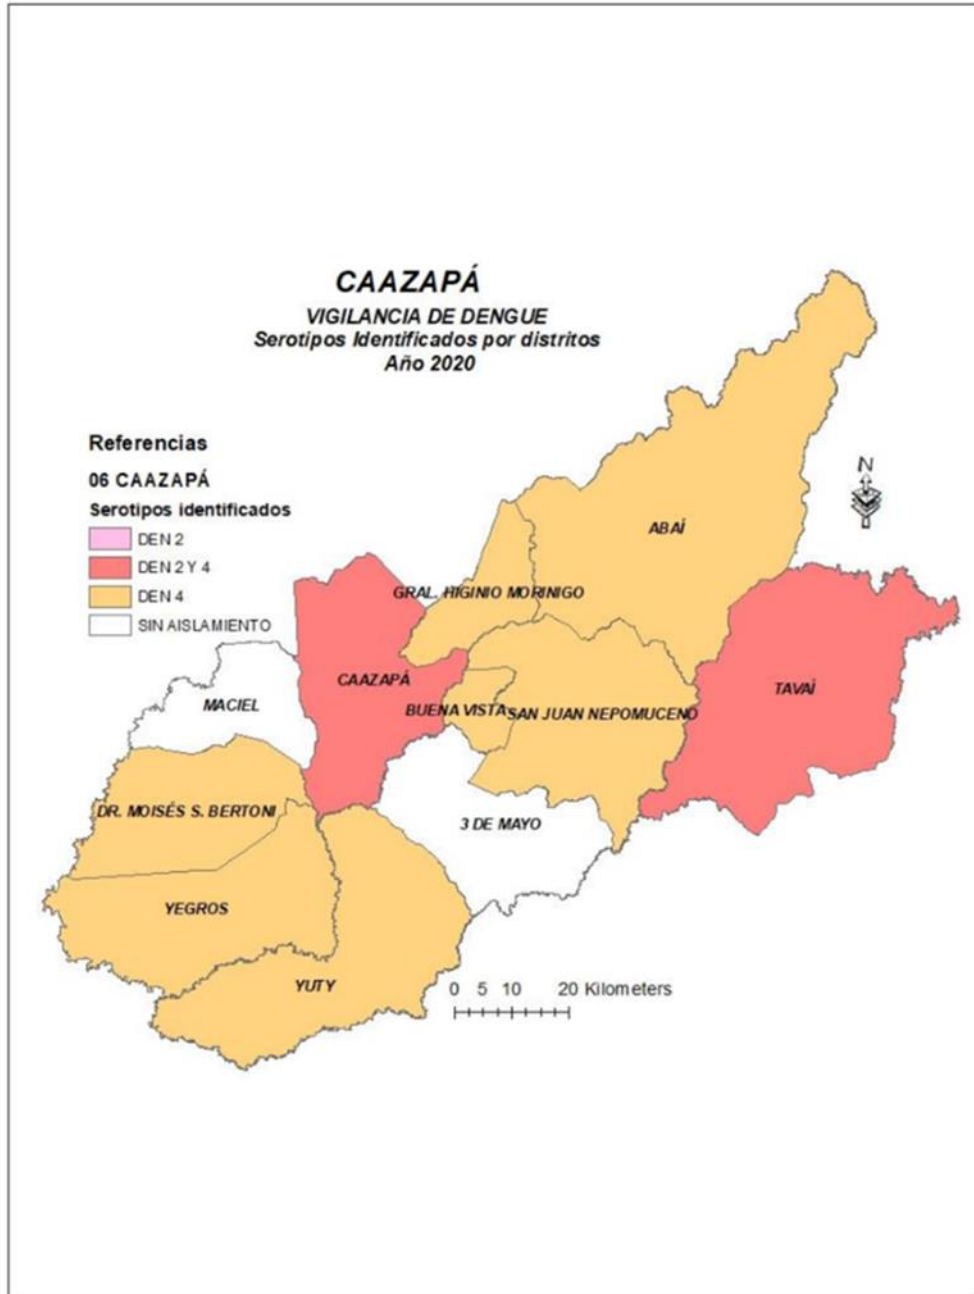 CAAZAPÁ
VIGILANCIA DE DENGUE
Serotipos Identificados por distritos
Año 2020
Referencias
06 CAAZAPÁ
Serotipos identificados
DEN 2
DEN 2 Y 4
DEN 4
SIN AISLAMIENTO
N
ABAÍ
GRAL. HIGINIO MORINIGO
CAAZAPÁ
TAVAÍ
MACIEL
BUENA VISTA
SAN JUAN NEPOMUCENO
DR. MOISÉS S. BERTONI
3 DE MAYO
YEGROS
YUTY
0 5 10 20 Kilometers